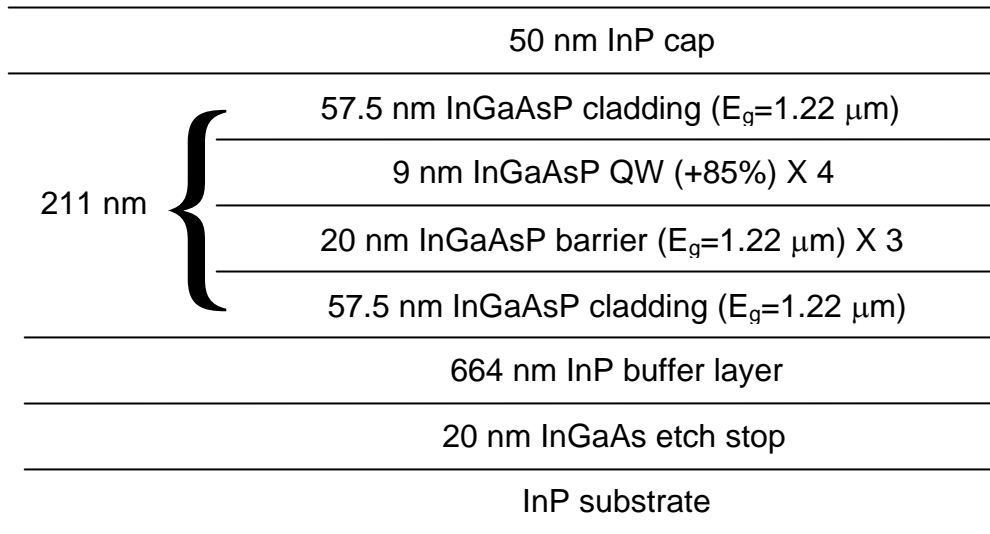 50 nm InP cap
57.5 nm InGaAsP cladding (Eg=1.22 μm)
9 nm InGaAsP QW (+85%) X 4
211 nm
20 nm InGaAsP barrier (Eg=1.22 μm) X 3
57.5 nm InGaAsP cladding (Eg=1.22 μm)
664 nm InP buffer layer
20 nm InGaAs etch stop
InP substrate